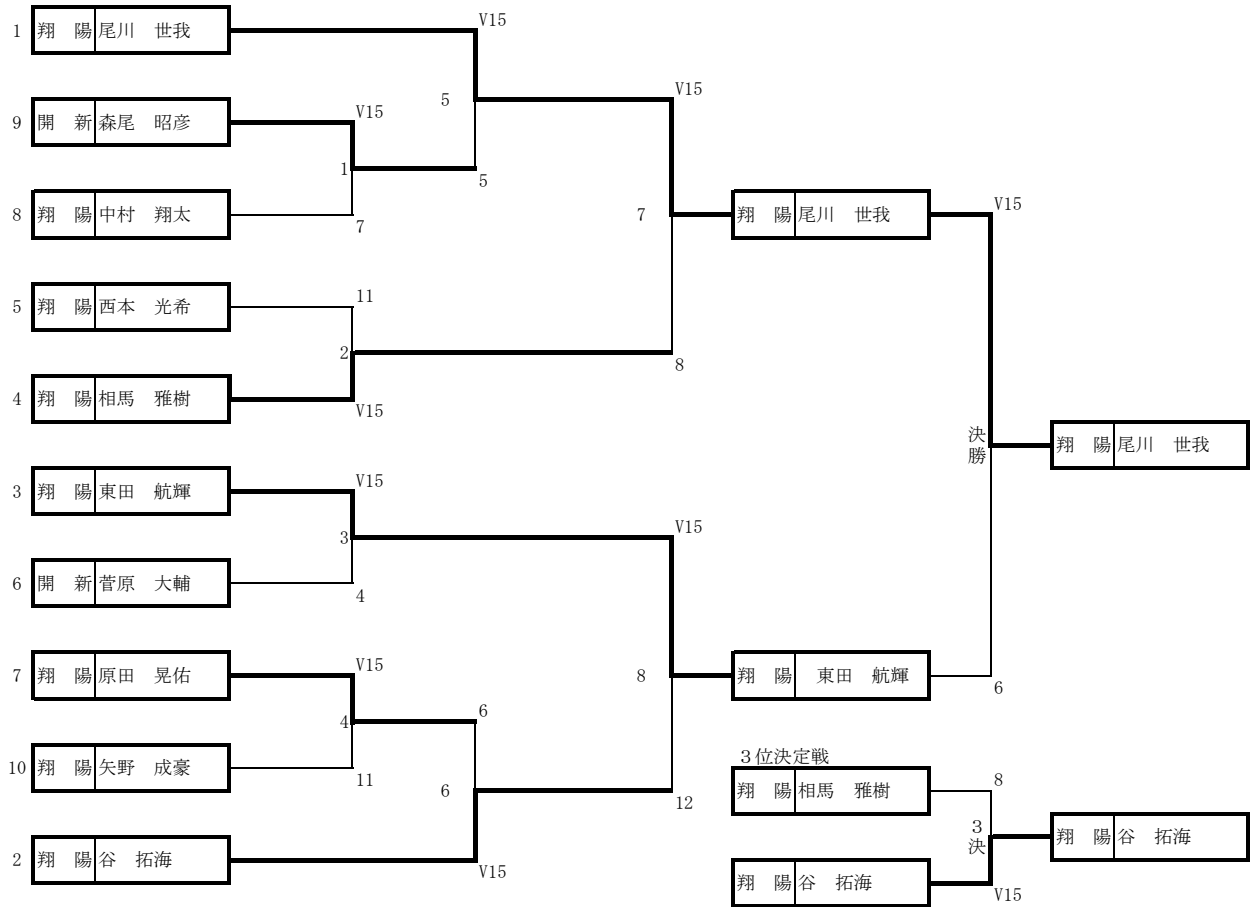 1 翔 陽 尾川 世我
V15
5
9 開 新 森尾 昭彦
V15
1
5
8 翔 陽 中村 翔太
7
V15
7
翔 陽 尾川 世我
V15
5 翔 陽 西本 光希
11
2
8
4 翔 陽 相馬 雅樹
V15
決勝
翔 陽 尾川 世我
3 翔 陽 東田 航輝
V15
3
V15
6 開 新 菅原 大輔
4
7 翔 陽 原田 晃佑
V15
4
6
8
翔 陽 東田 航輝
6
10 翔 陽 矢野 成豪
11
6
12
2 翔 陽 谷 拓海
V15
3位決定戦
翔 陽 相馬 雅樹
8
3決
翔 陽 谷 拓海
翔 陽 谷 拓海
V15